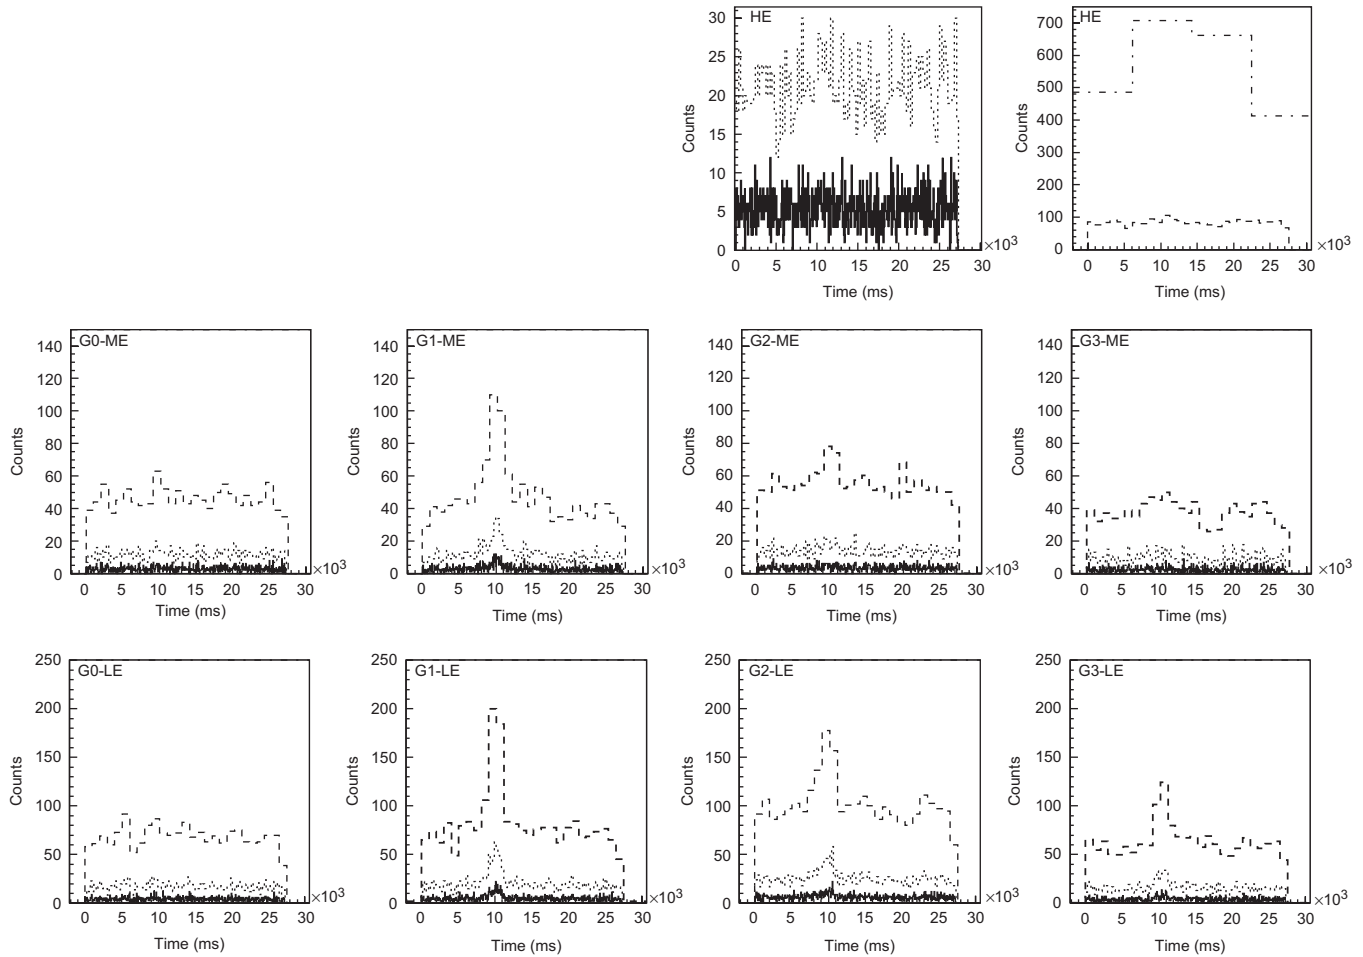 HE
30
25
20
15
10
5
0
Counts
0 5 10 15 20 25 30
×10³
Time (ms)
HE
700
600
500
400
300
200
100
0
Counts
0 5 10 15 20 25 30
×10³
Time (ms)
G0-ME
140
120
100
80
60
40
20
0
Counts
0 5 10 15 20 25 30
×10³
Time (ms)
G1-ME
140
120
100
80
60
40
20
0
Counts
0 5 10 15 20 25 30
×10³
Time (ms)
G2-ME
140
120
100
80
60
40
20
0
Counts
0 5 10 15 20 25 30
×10³
Time (ms)
G3-ME
140
120
100
80
60
40
20
0
Counts
0 5 10 15 20 25 30
×10³
Time (ms)
G0-LE
250
200
150
100
50
0
Counts
0 5 10 15 20 25 30
×10³
Time (ms)
G1-LE
250
200
150
100
50
0
Counts
0 5 10 15 20 25 30
×10³
Time (ms)
G2-LE
250
200
150
100
50
0
Counts
0 5 10 15 20 25 30
×10³
Time (ms)
G3-LE
250
200
150
100
50
0
Counts
0 5 10 15 20 25 30
×10³
Time (ms)